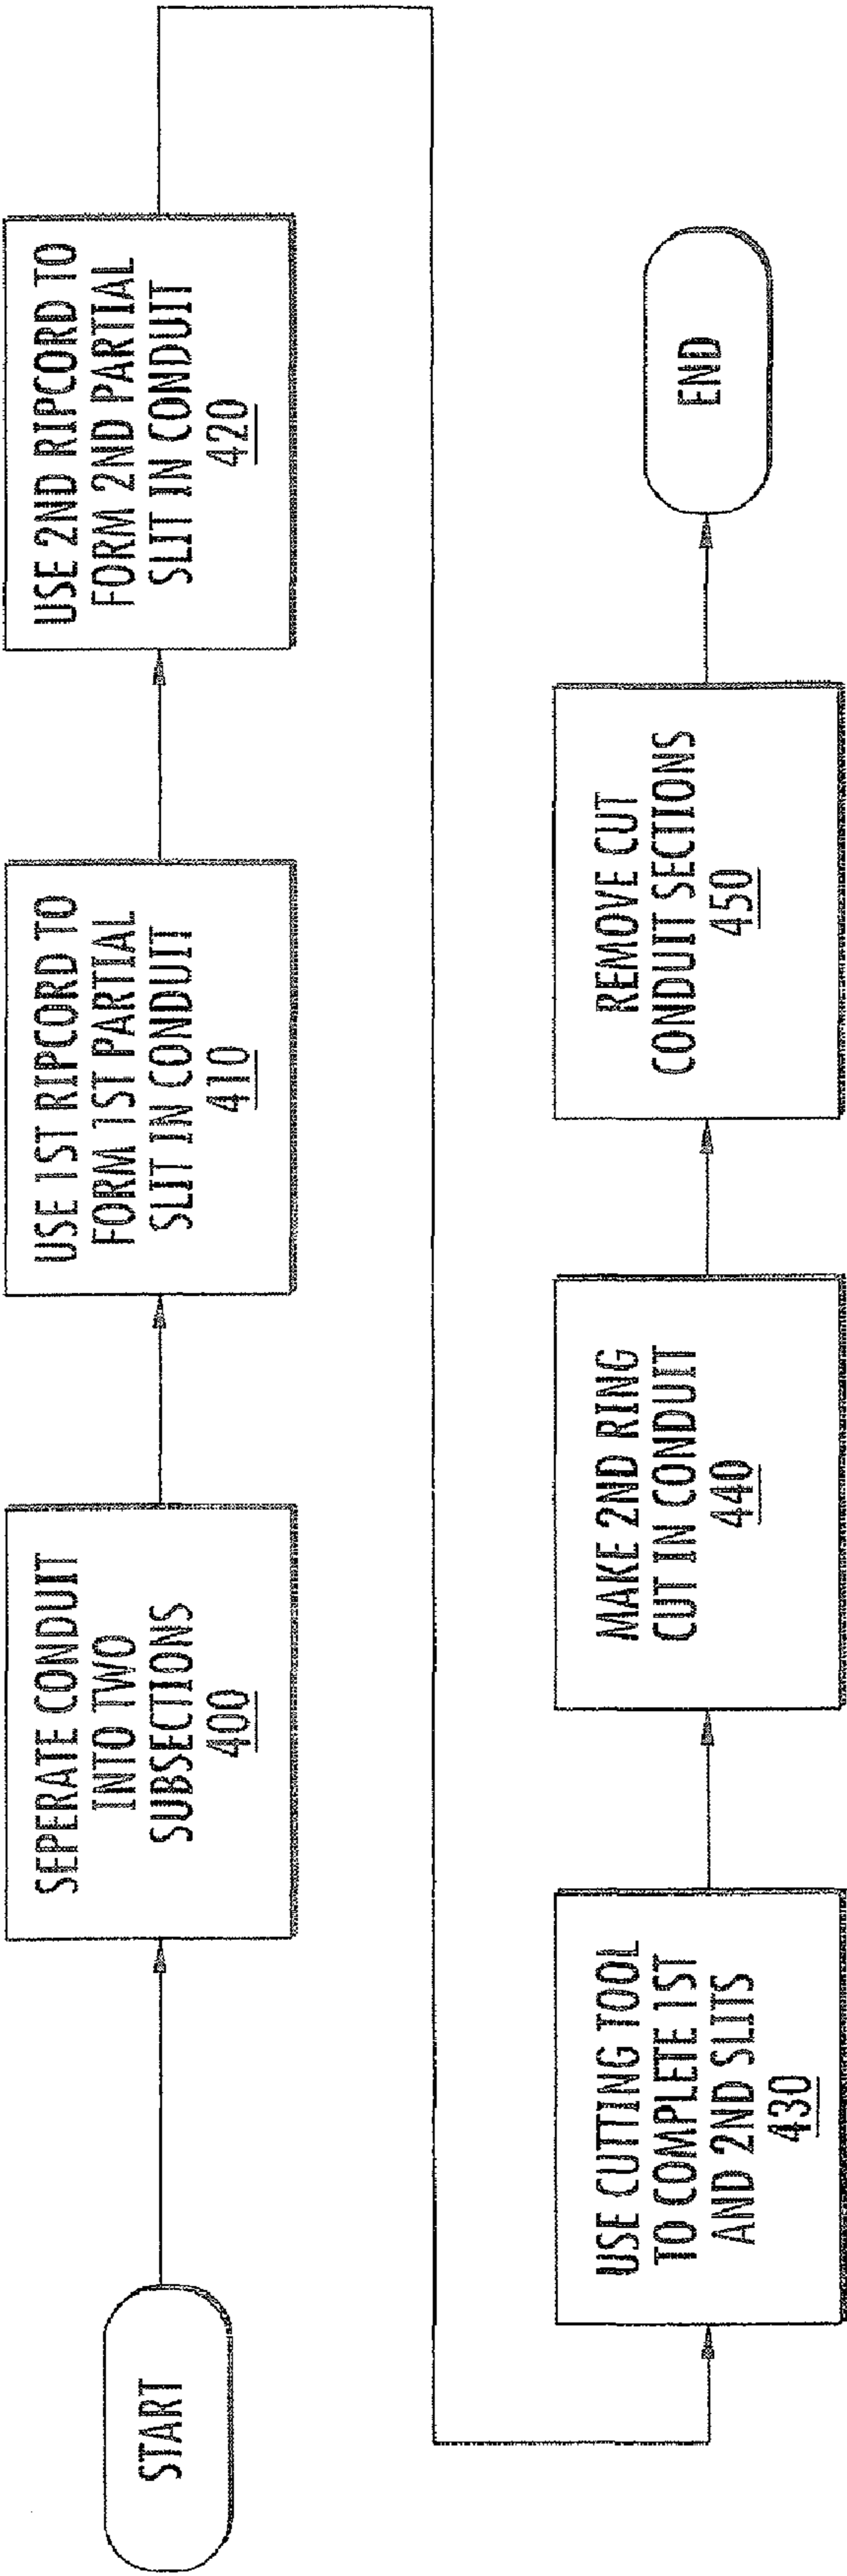 START
SEPERATE CONDUIT
INTO TWO
SUBSECTIONS
400
USE 1ST RIPCORD TO
FORM 1ST PARTIAL
SLIT IN CONDUIT
410
USE 2ND RIPCORD TO
FORM 2ND PARTIAL
SLIT IN CONDUIT
420
USE CUTTING TOOL
TO COMPLETE 1ST
AND 2ND SLITS
430
MAKE 2ND RING
CUT IN CONDUIT
440
REMOVE CUT
CONDUIT SECTIONS
450
END